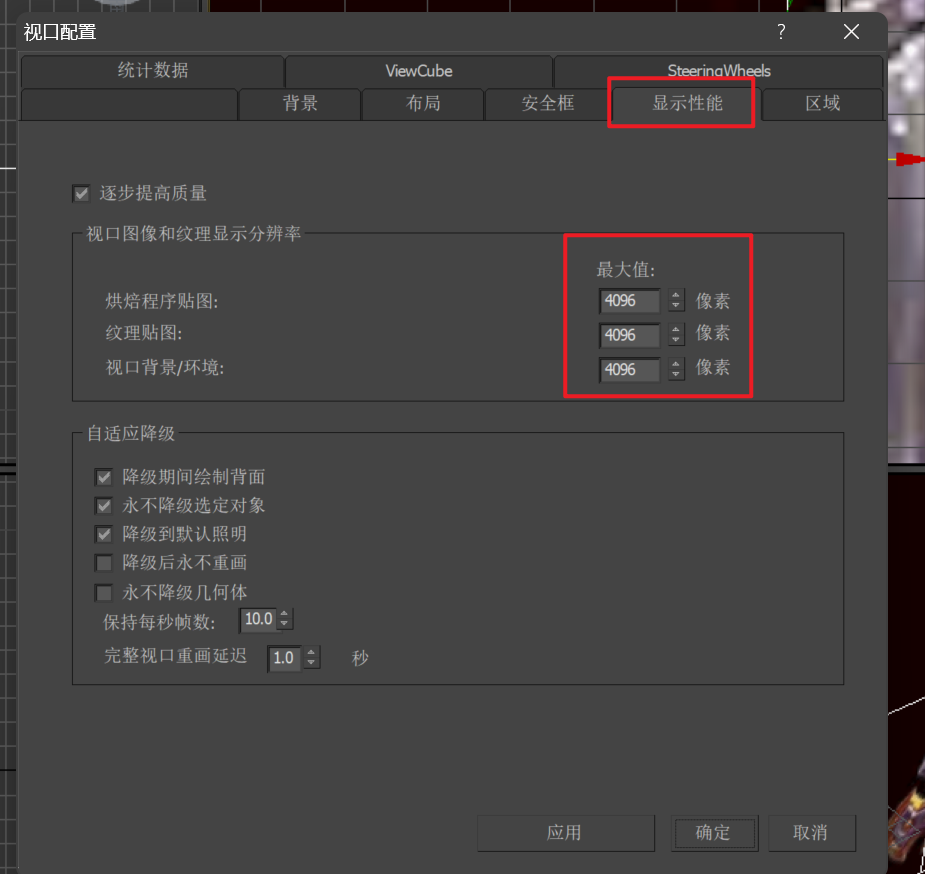 视口配置
?
统计数据 ViewCube SteeringWheels
背景 布局 安全框 显示性能 区域
逐步提高质量
视口图像和纹理显示分辨率
最大值:
烘焙程序贴图: 4096 像素
纹理贴图: 4096 像素
视口背景/环境: 4096 像素
自适应降级
降级期间绘制背面
永不降级选定对象
降级到默认照明
降级后永不重画
永不降级几何体
保持每秒帧数: 10.0
完整视口重画延迟 1.0 秒
应用 确定 取消